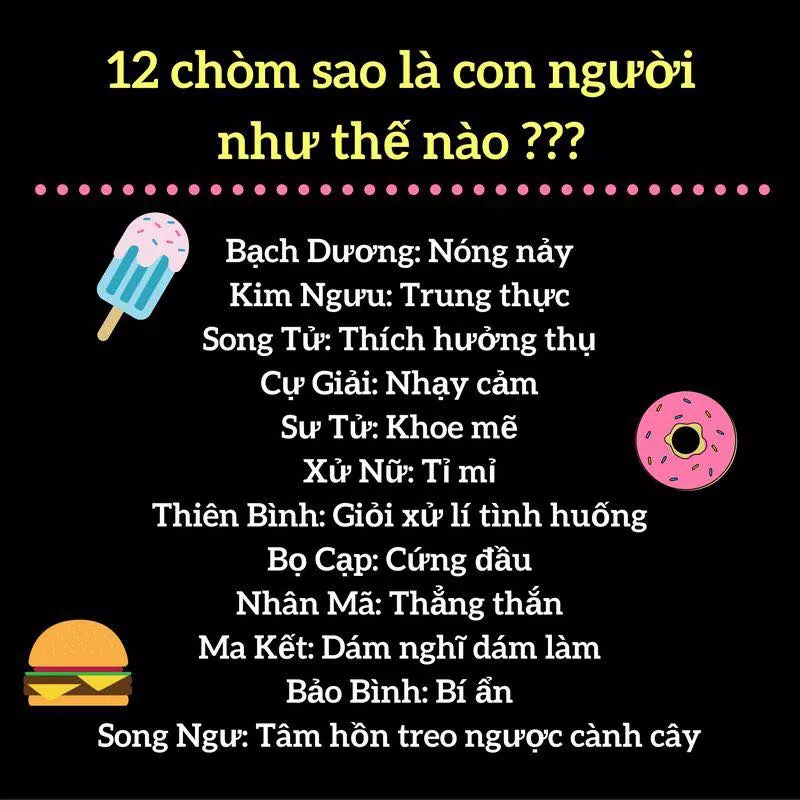 12 chòm sao là con người
như thế nào ???
Bạch Dương: Nóng nảy
Kim Ngưu: Trung thực
Song Tử: Thích hưởng thụ
Cự Giải: Nhạy cảm
Sư Tử: Khoe mẽ
Xử Nữ: Tỉ mỉ
Thiên Bình: Giỏi xử lí tình huống
Bọ Cạp: Cứng đầu
Nhân Mã: Thẳng thắn
Ma Kết: Dám nghĩ dám làm
Bảo Bình: Bí ẩn
Song Ngư: Tâm hồn treo ngược cành cây